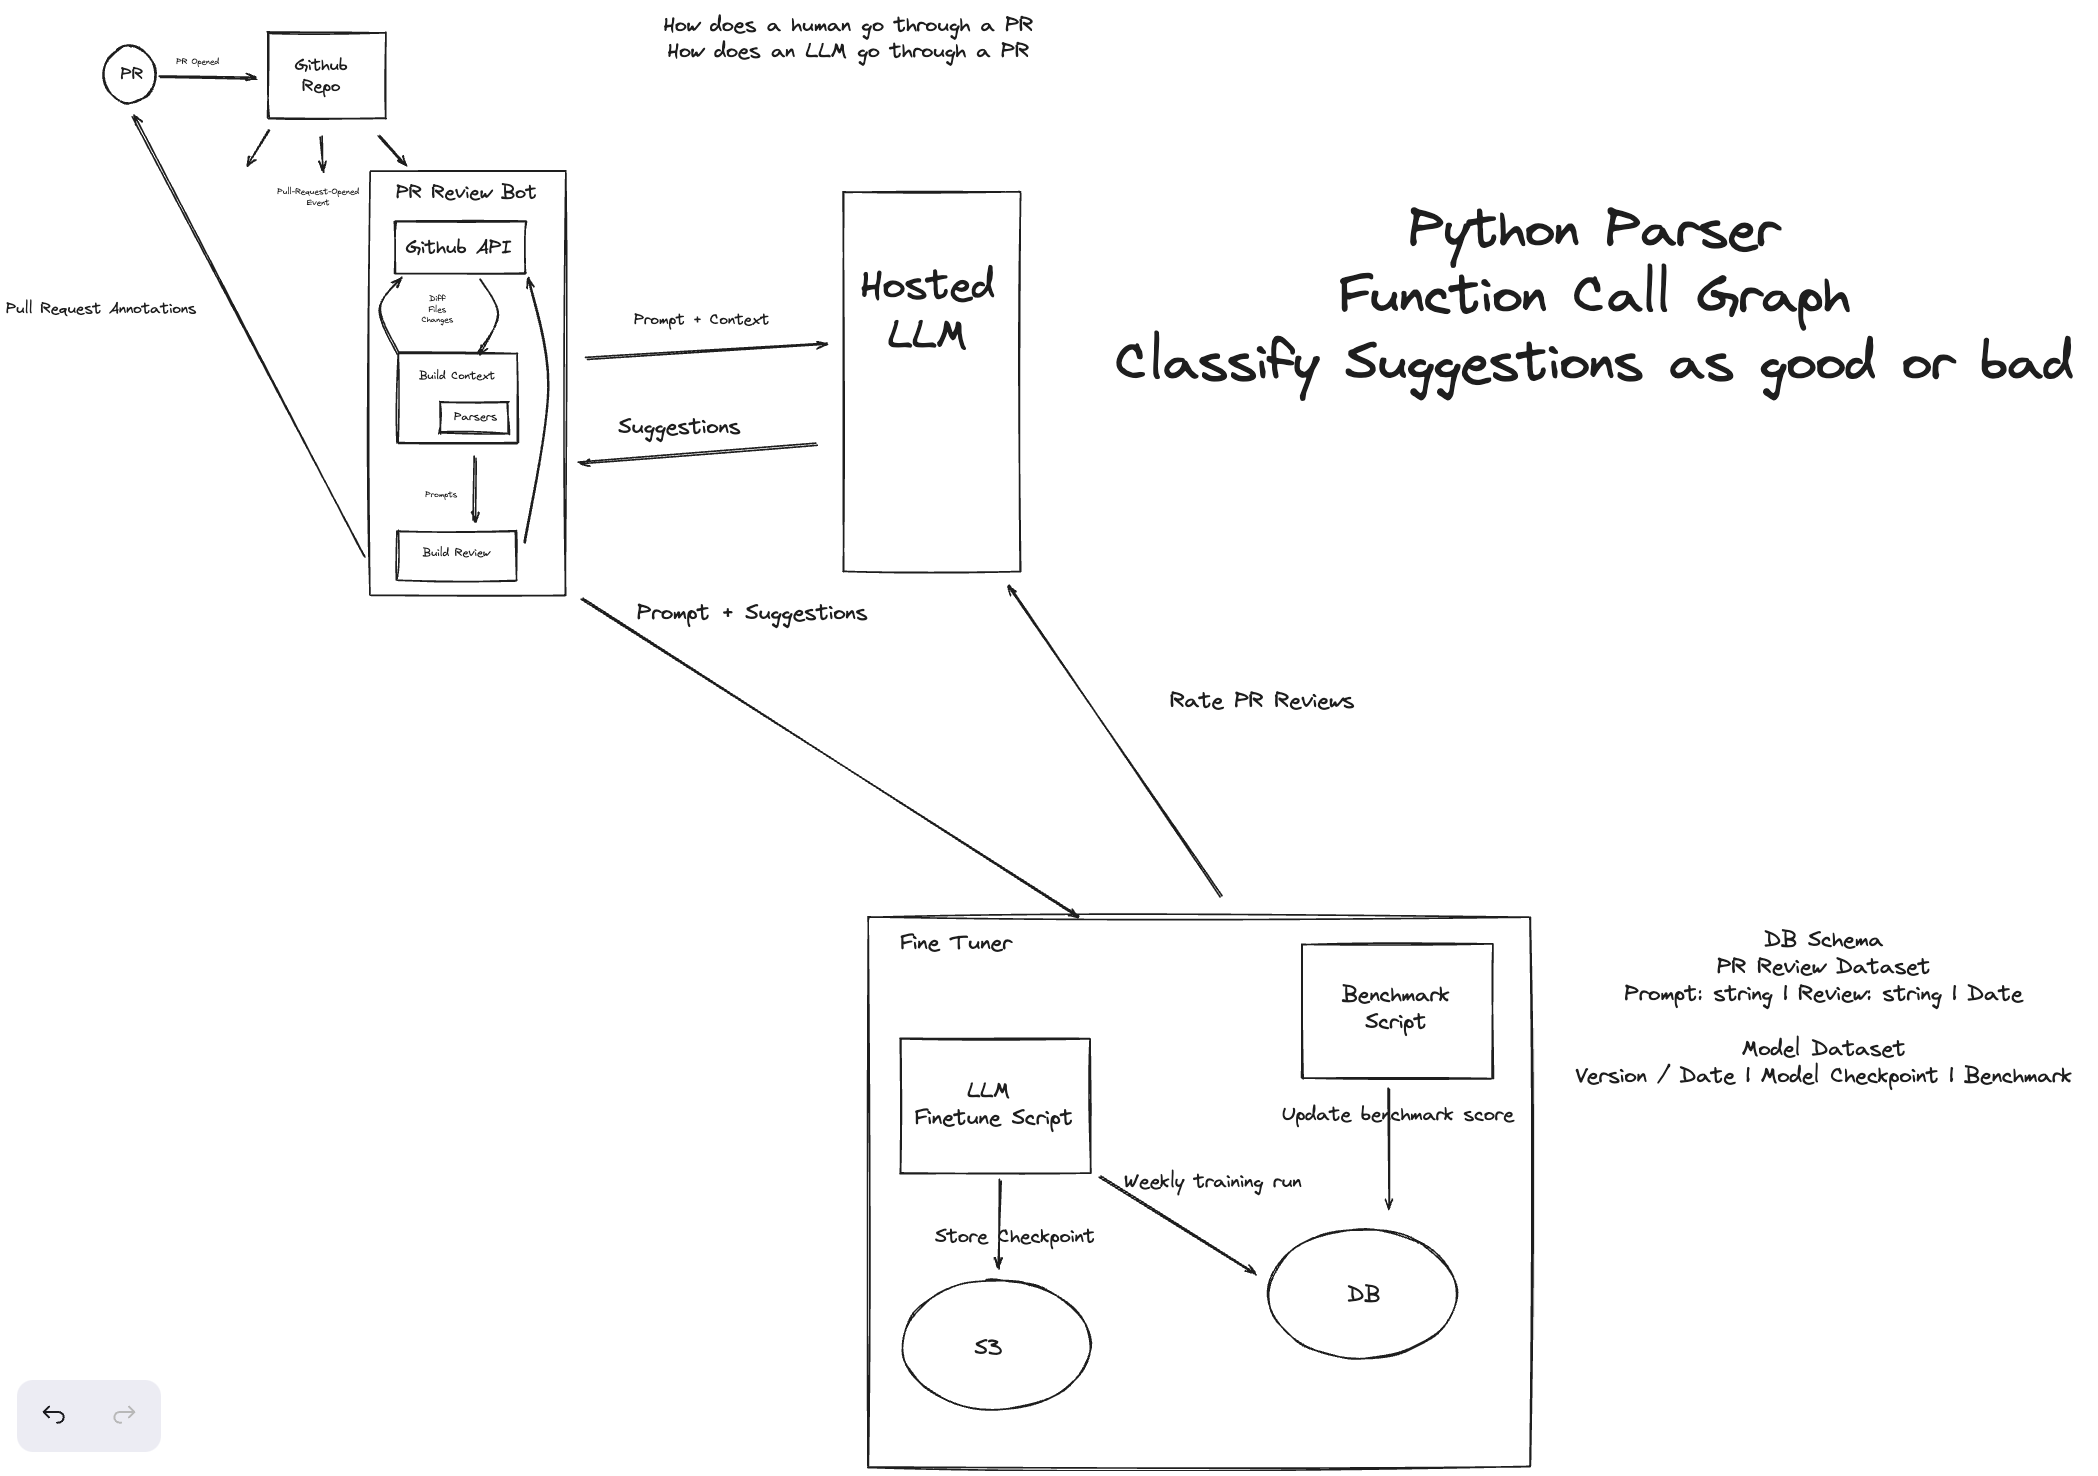 How does a human go through a PR
How does an LLM go through a PR
PR
PR Opened
Github
Repo
Pull-Request-Opened
Event
PR Review Bot
Github API
Diff
Files
Changes
Build Context
Parsers
Prompts
Build Review
Pull Request Annotations
Prompt + Context
Suggestions
Hosted
LLM
Python Parser
Function Call Graph
Classify Suggestions as good or bad
Prompt + Suggestions
Rate PR Reviews
Fine Tuner
Benchmark
Script
LLM
Finetune Script
Update benchmark score
Weekly training run
Store Checkpoint
S3
DB
DB Schema
PR Review Dataset
Prompt: string | Review: string | Date
Model Dataset
Version / Date | Model Checkpoint | Benchmark